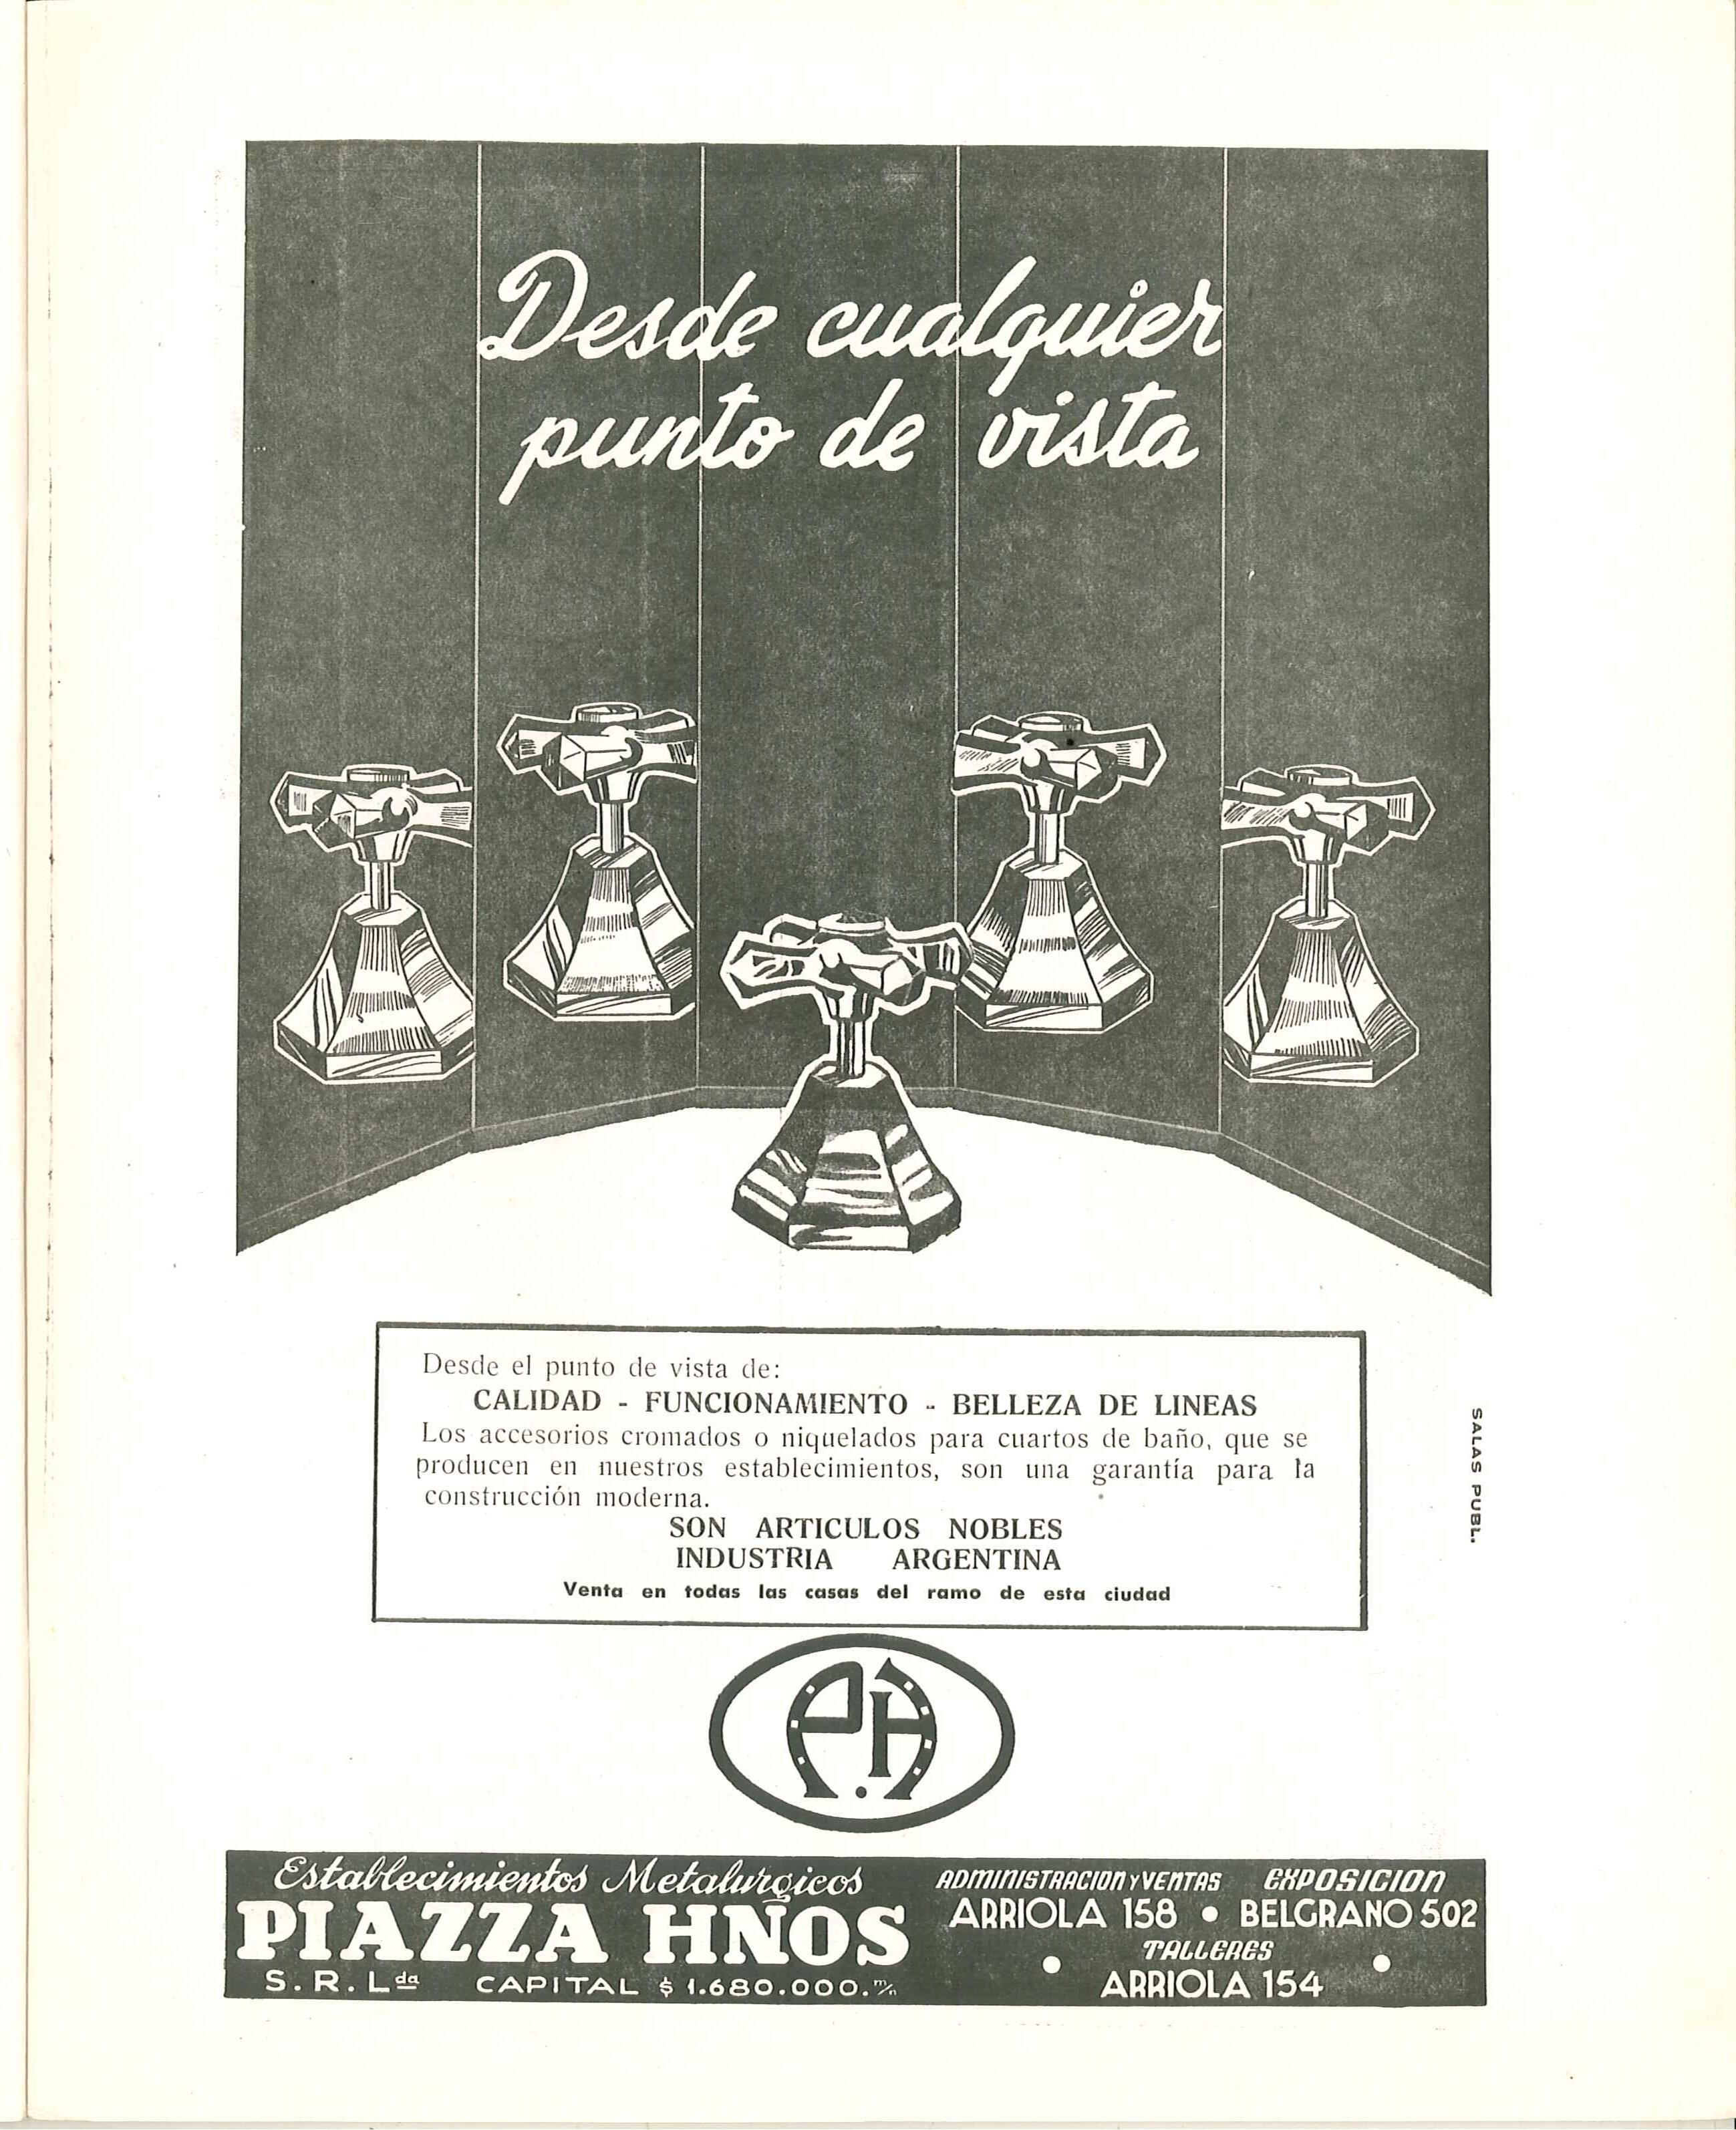 Desde cualquier
punto de vista
Desde el punto de vista de:
CALIDAD - FUNCIONAMIENTO - BELLEZA DE LINEAS
Los accesorios cromados o niquelados para cuartos de baño, que se
producen en nuestros establecimientos, son una garantía para la
construcción moderna.
SON ARTICULOS NOBLES
INDUSTRIA ARGENTINA
Venta en todas las casas del ramo de esta ciudad
SALAS PUBL.
P.H
Establecimientos Metalúrgicos
PIAZZA HÑOS
S. R. Lda CAPITAL $ 1.680.000. m/n
ADMINISTRACION Y VENTAS EXPOSICION
ARRIOLA 158 • BELGRANO 502
TALLERES
ARRIOLA 154